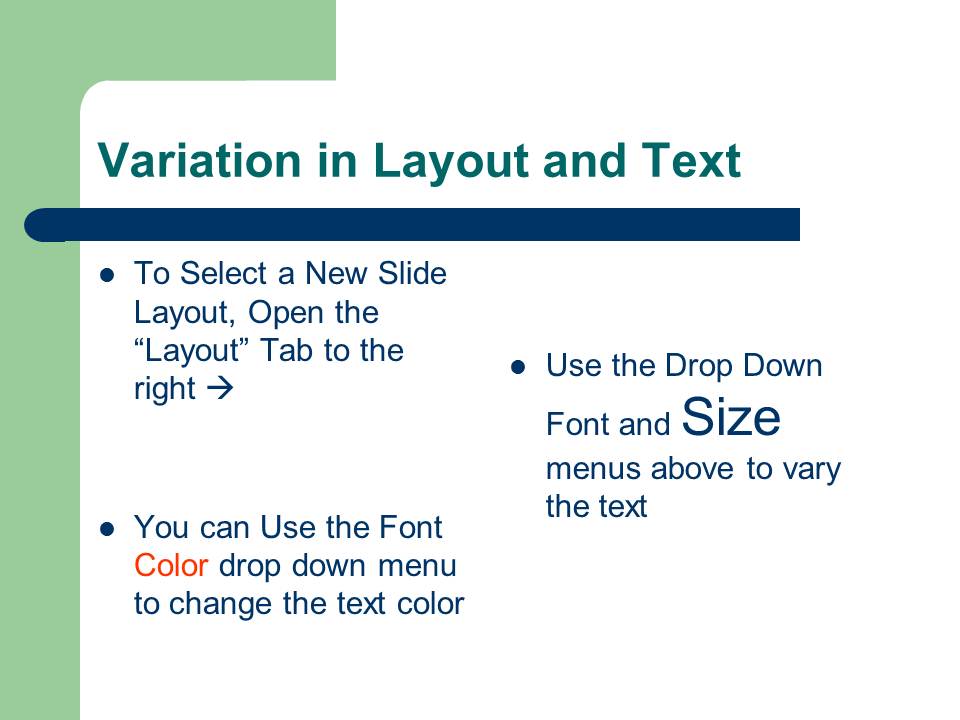 Variation in Layout and Text
● To Select a New Slide
Layout, Open the
“Layout” Tab to the
right →
● You can Use the Font
Color drop down menu
to change the text color
● Use the Drop Down
Font and Size
menus above to vary
the text